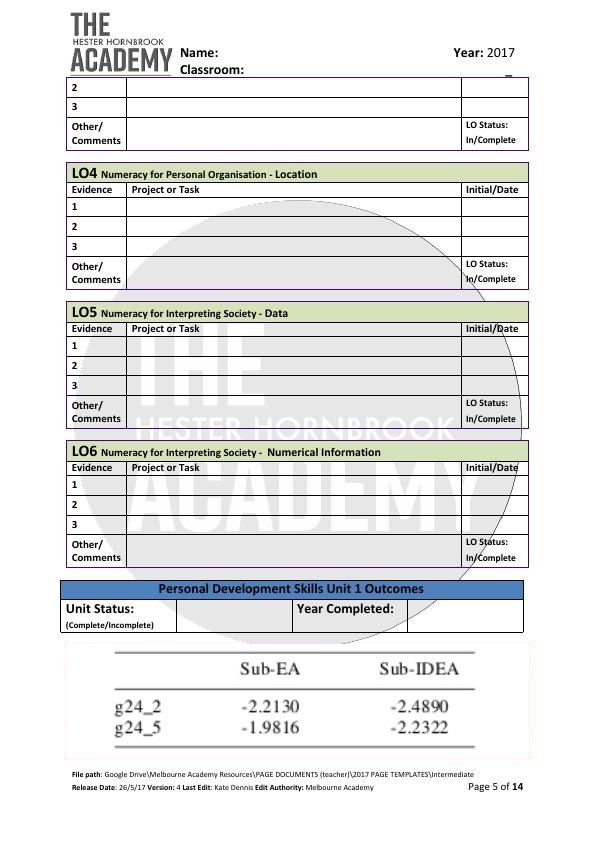 THE
HESTER HORNBROOK
ACADEMY
Name: Year: 2017
Classroom: _
2
3
Other/ Comments LO Status: In/Complete
LO4 Numeracy for Personal Organisation - Location
Evidence Project or Task Initial/Date
1
2
3
Other/ Comments LO Status: In/Complete
LO5 Numeracy for Interpreting Society - Data
Evidence Project or Task Initial/Date
1
2
3
Other/ Comments LO Status: In/Complete
LO6 Numeracy for Interpreting Society - Numerical Information
Evidence Project or Task Initial/Date
1
2
3
Other/ Comments LO Status: In/Complete
THE
HESTER HORNBROOK
ACADEMY
Personal Development Skills Unit 1 Outcomes
Unit Status: Year Completed:
(Complete/Incomplete)
Sub-EA Sub-IDEA
g24_2 -2.2130 -2.4890
g24_5 -1.9816 -2.2322
File path: Google Drive\Melbourne Academy Resources\PAGE DOCUMENTS (teacher)\2017 PAGE TEMPLATES\Intermediate
Release Date: 26/5/17 Version: 4 Last Edit: Kate Dennis Edit Authority: Melbourne Academy Page 5 of 14